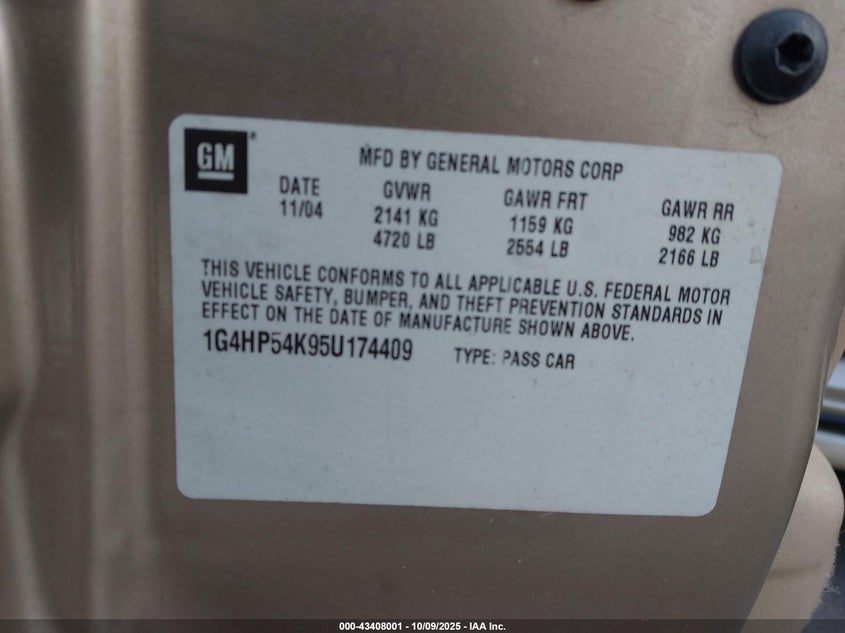 GM
MFD BY GENERAL MOTORS CORP
DATE GVWR GAWR FRT GAWR RR
11/04 2141 KG 1159 KG 982 KG
4720 LB 2554 LB 2166 LB
THIS VEHICLE CONFORMS TO ALL APPLICABLE U.S. FEDERAL MOTOR
VEHICLE SAFETY, BUMPER, AND THEFT PREVENTION STANDARDS IN
EFFECT ON THE DATE OF MANUFACTURE SHOWN ABOVE.
1G4HP54K95U174409 TYPE: PASS CAR
000-43408001 - 10/09/2025 - IAA Inc.